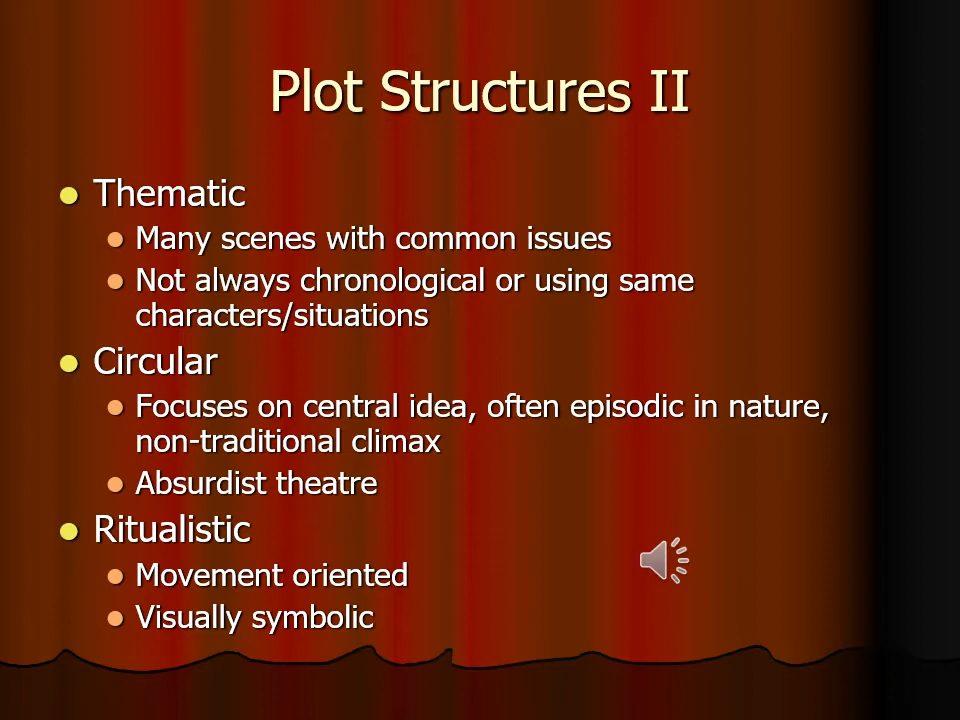 Plot Structures II
Thematic
Many scenes with common issues
Not always chronological or using same
characters/situations
Circular
Focuses on central idea, often episodic in nature,
non-traditional climax
Absurdist theatre
Ritualistic
Movement oriented
Visually symbolic